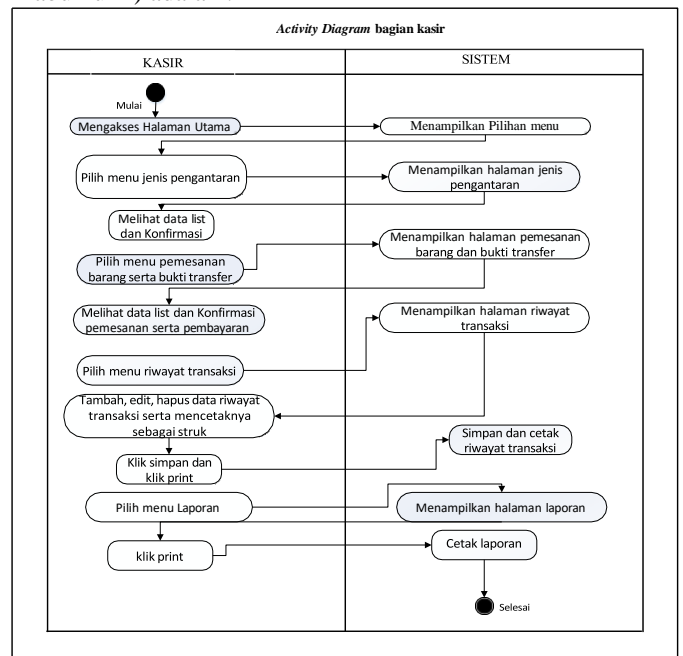 Activity Diagram bagian kasir
KASIR
SISTEM
Mulai
Mengakses Halaman Utama
Menampilkan Pilihan menu
Pilih menu jenis pengantaran
Menampilkan halaman jenis
pengantaran
Melihat data list
dan Konfirmasi
Pilih menu pemesanan
barang serta bukti transfer
Menampilkan halaman pemesanan
barang dan bukti transfer
Melihat data list dan Konfirmasi
pemesanan serta pembayaran
Menampilkan halaman riwayat
transaksi
Pilih menu riwayat transaksi
Tambah, edit, hapus data riwayat
transaksi serta mencetaknya
sebagai struk
Simpan dan cetak
riwayat transaksi
Klik simpan dan
klik print
Pilih menu Laporan
Menampilkan halaman laporan
klik print
Cetak laporan
Selesai